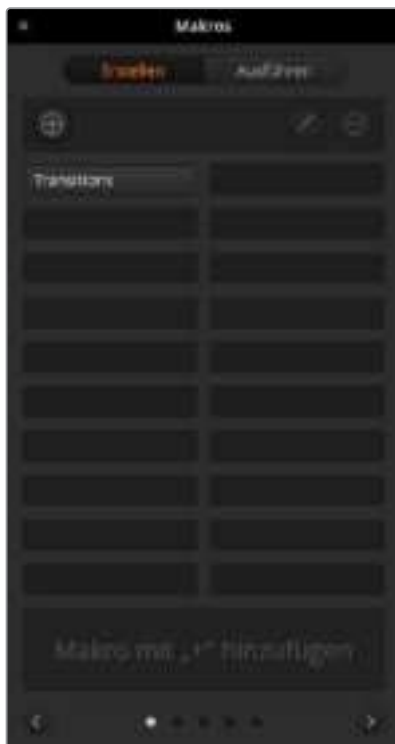 Makros
Erstellen Ausführen
Transitions
Makro mit „+“ hinzufügen